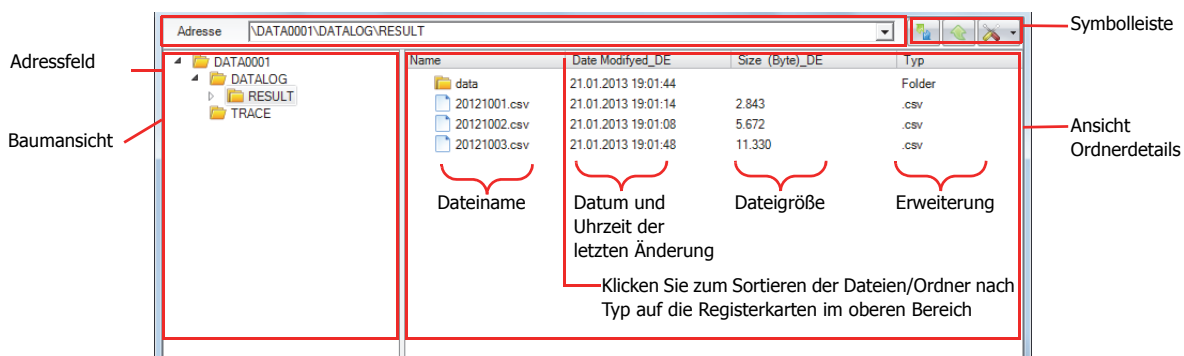 Adresse \DATA0001\DATALOG\RESULT
Symbolleiste
Adressfeld
Baumansicht
DATA0001
DATALOG
RESULT
TRACE
Name Date Modifyed_DE Size (Byte)_DE Typ
data 21.01.2013 19:01:44 Folder
20121001.csv 21.01.2013 19:01:14 2.843 .csv
20121002.csv 21.01.2013 19:01:08 5.672 .csv
20121003.csv 21.01.2013 19:01:48 11.330 .csv
Ansicht
Ordnerdetails
Dateiname
Datum und
Uhrzeit der
letzten Änderung
Dateigröße
Erweiterung
Klicken Sie zum Sortieren der Dateien/Ordner nach
Typ auf die Registerkarten im oberen Bereich